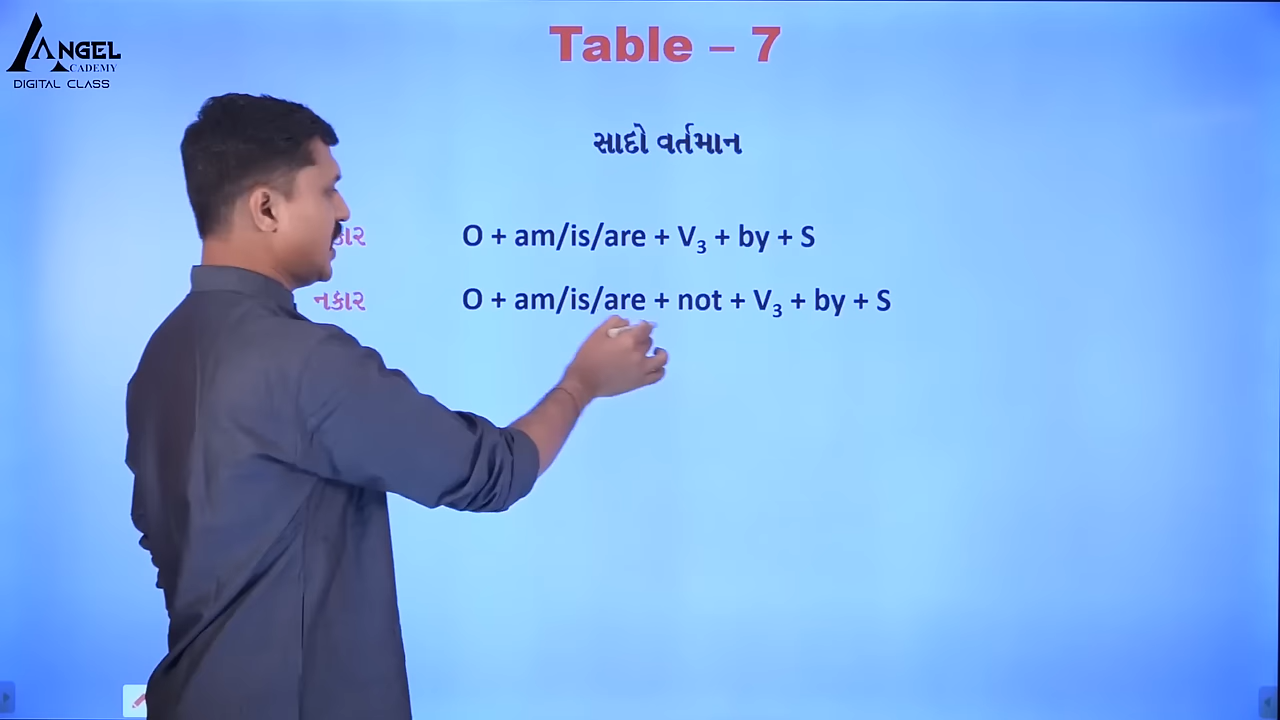 ANGEL
ACADEMY
DIGITAL CLASS
Table – 7
સાદો વર્તમાન
O + am/is/are + V₃ + by + S
નકાર O + am/is/are + not + V₃ + by + S